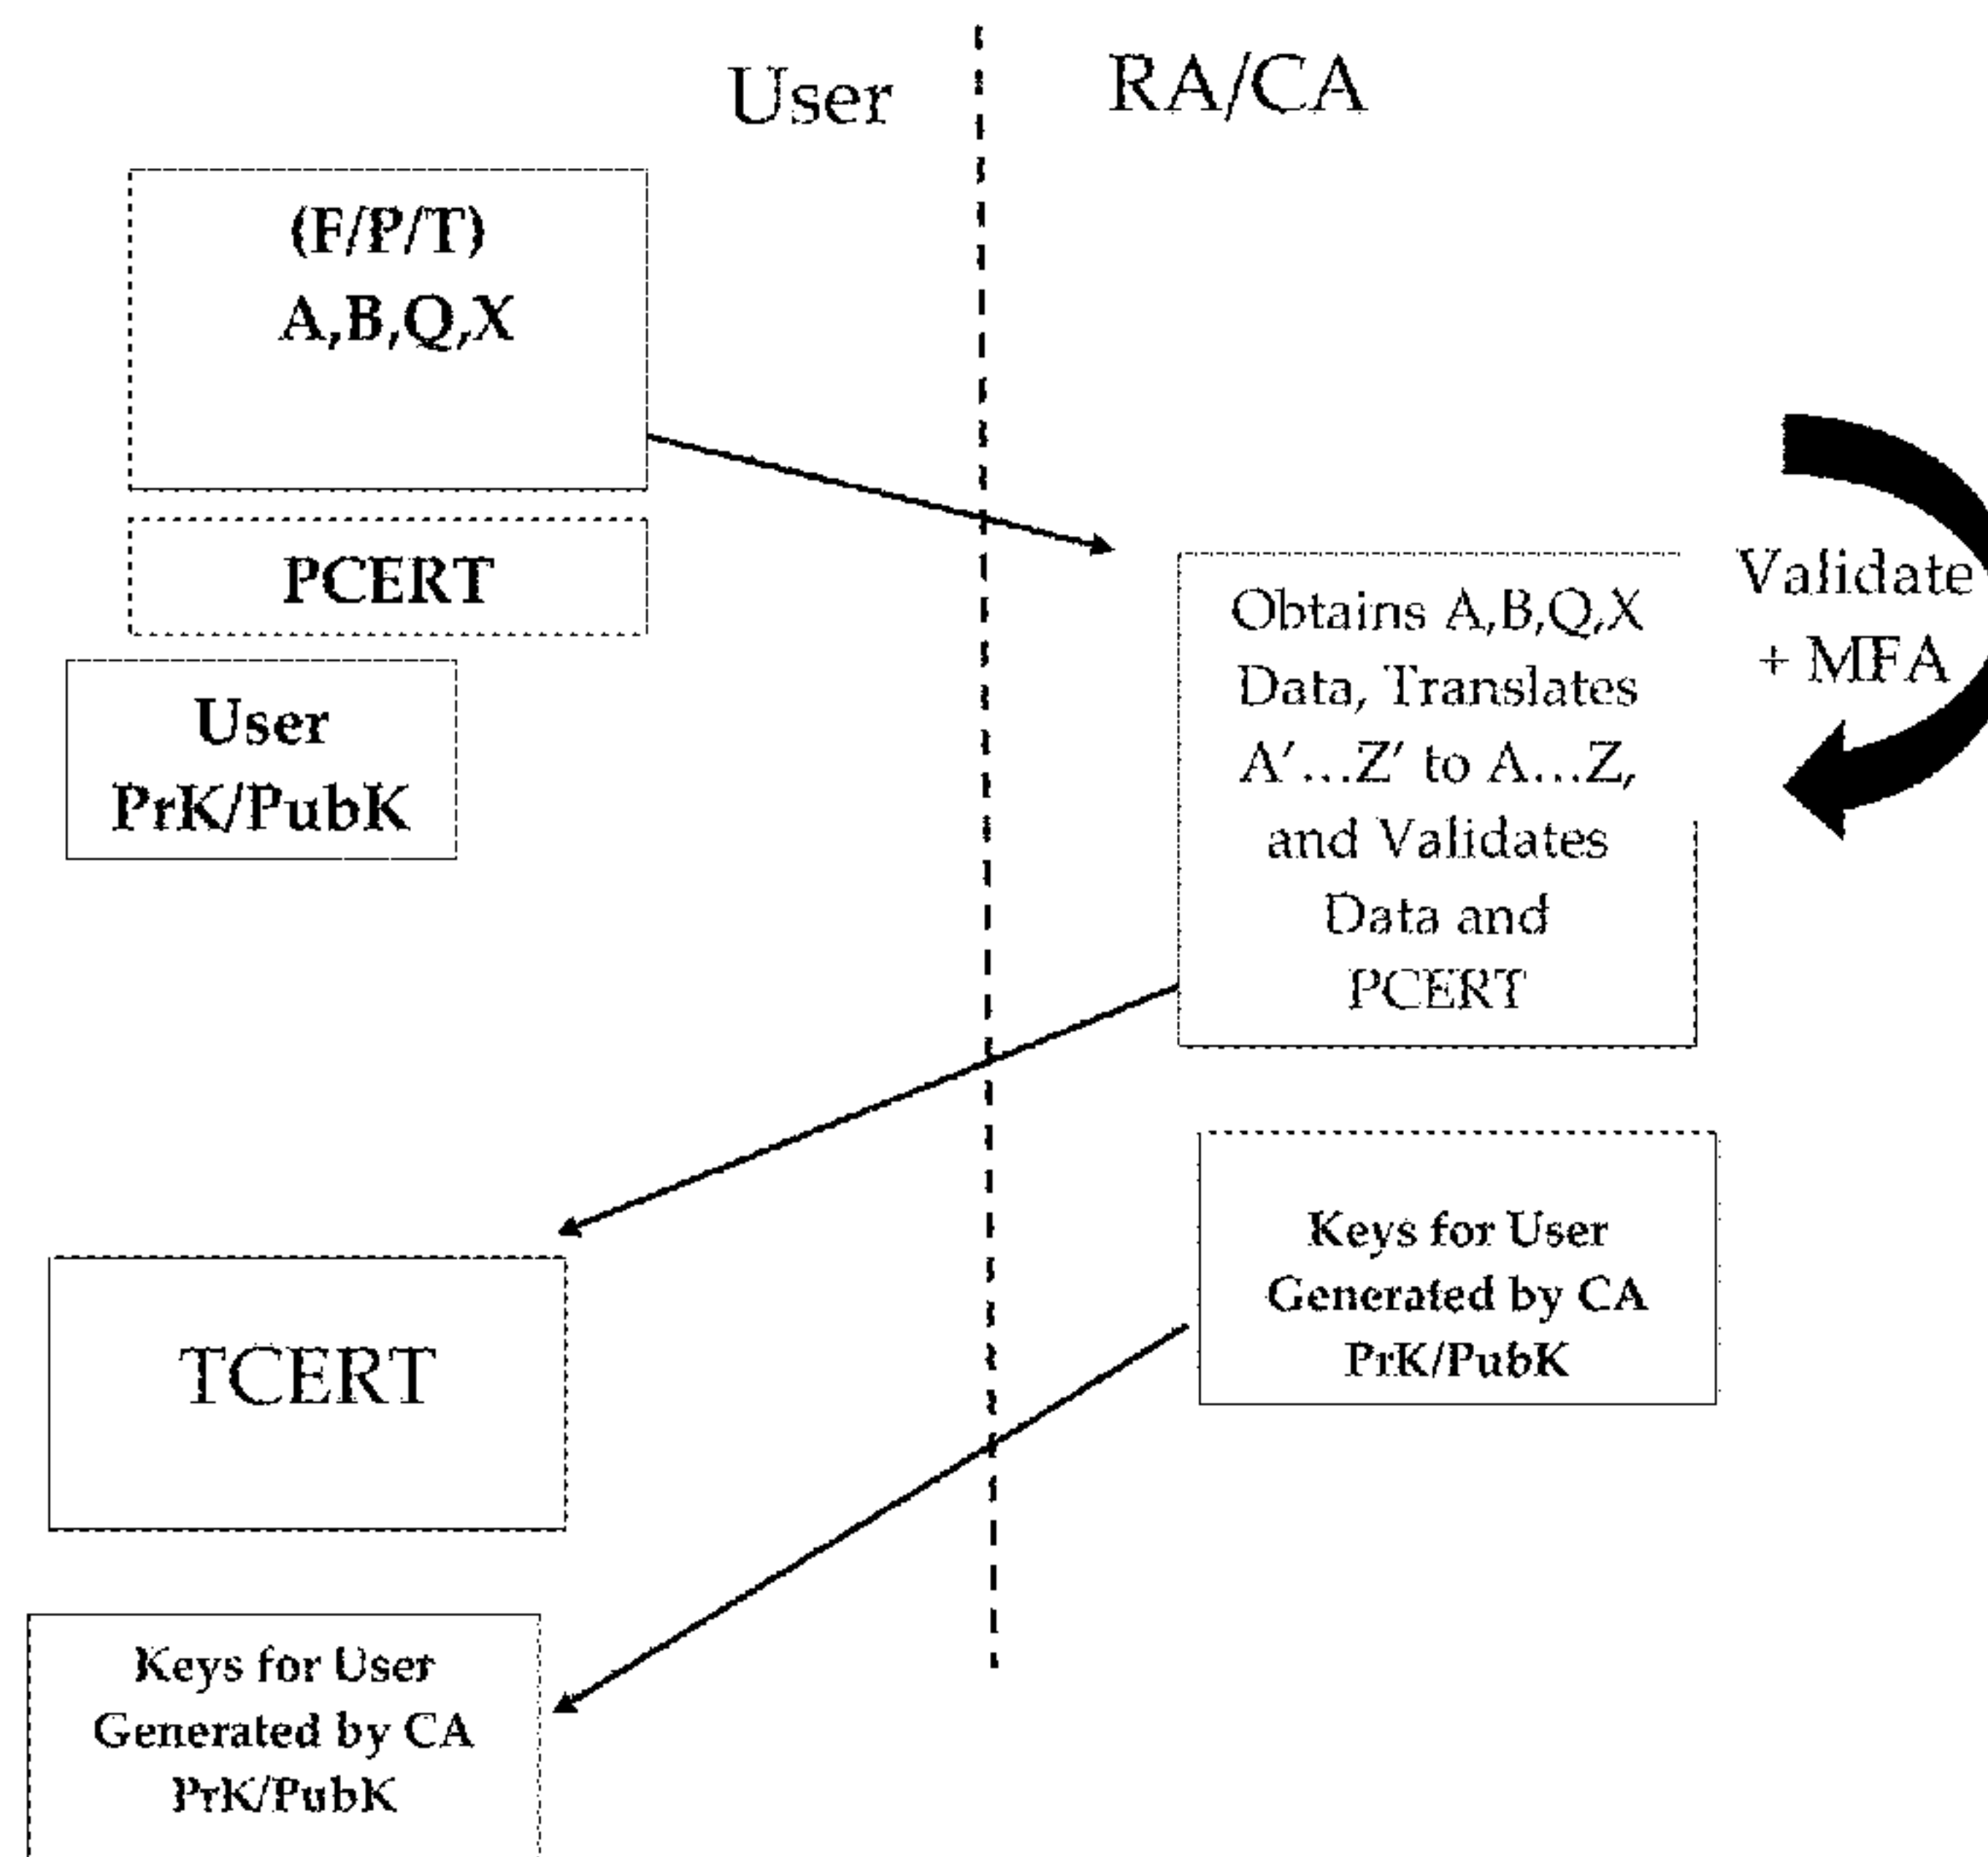 User
RA/CA
(F/P/T)
A,B,Q,X
PCERT
User
PrK/PubK
Obtains A,B,Q,X
Data, Translates
A'...Z' to A...Z,
and Validates
Data and
PCERT
Validate
+ MFA
TCERT
Keys for User
Generated by CA
PrK/PubK
Keys for User
Generated by CA
PrK/PubK